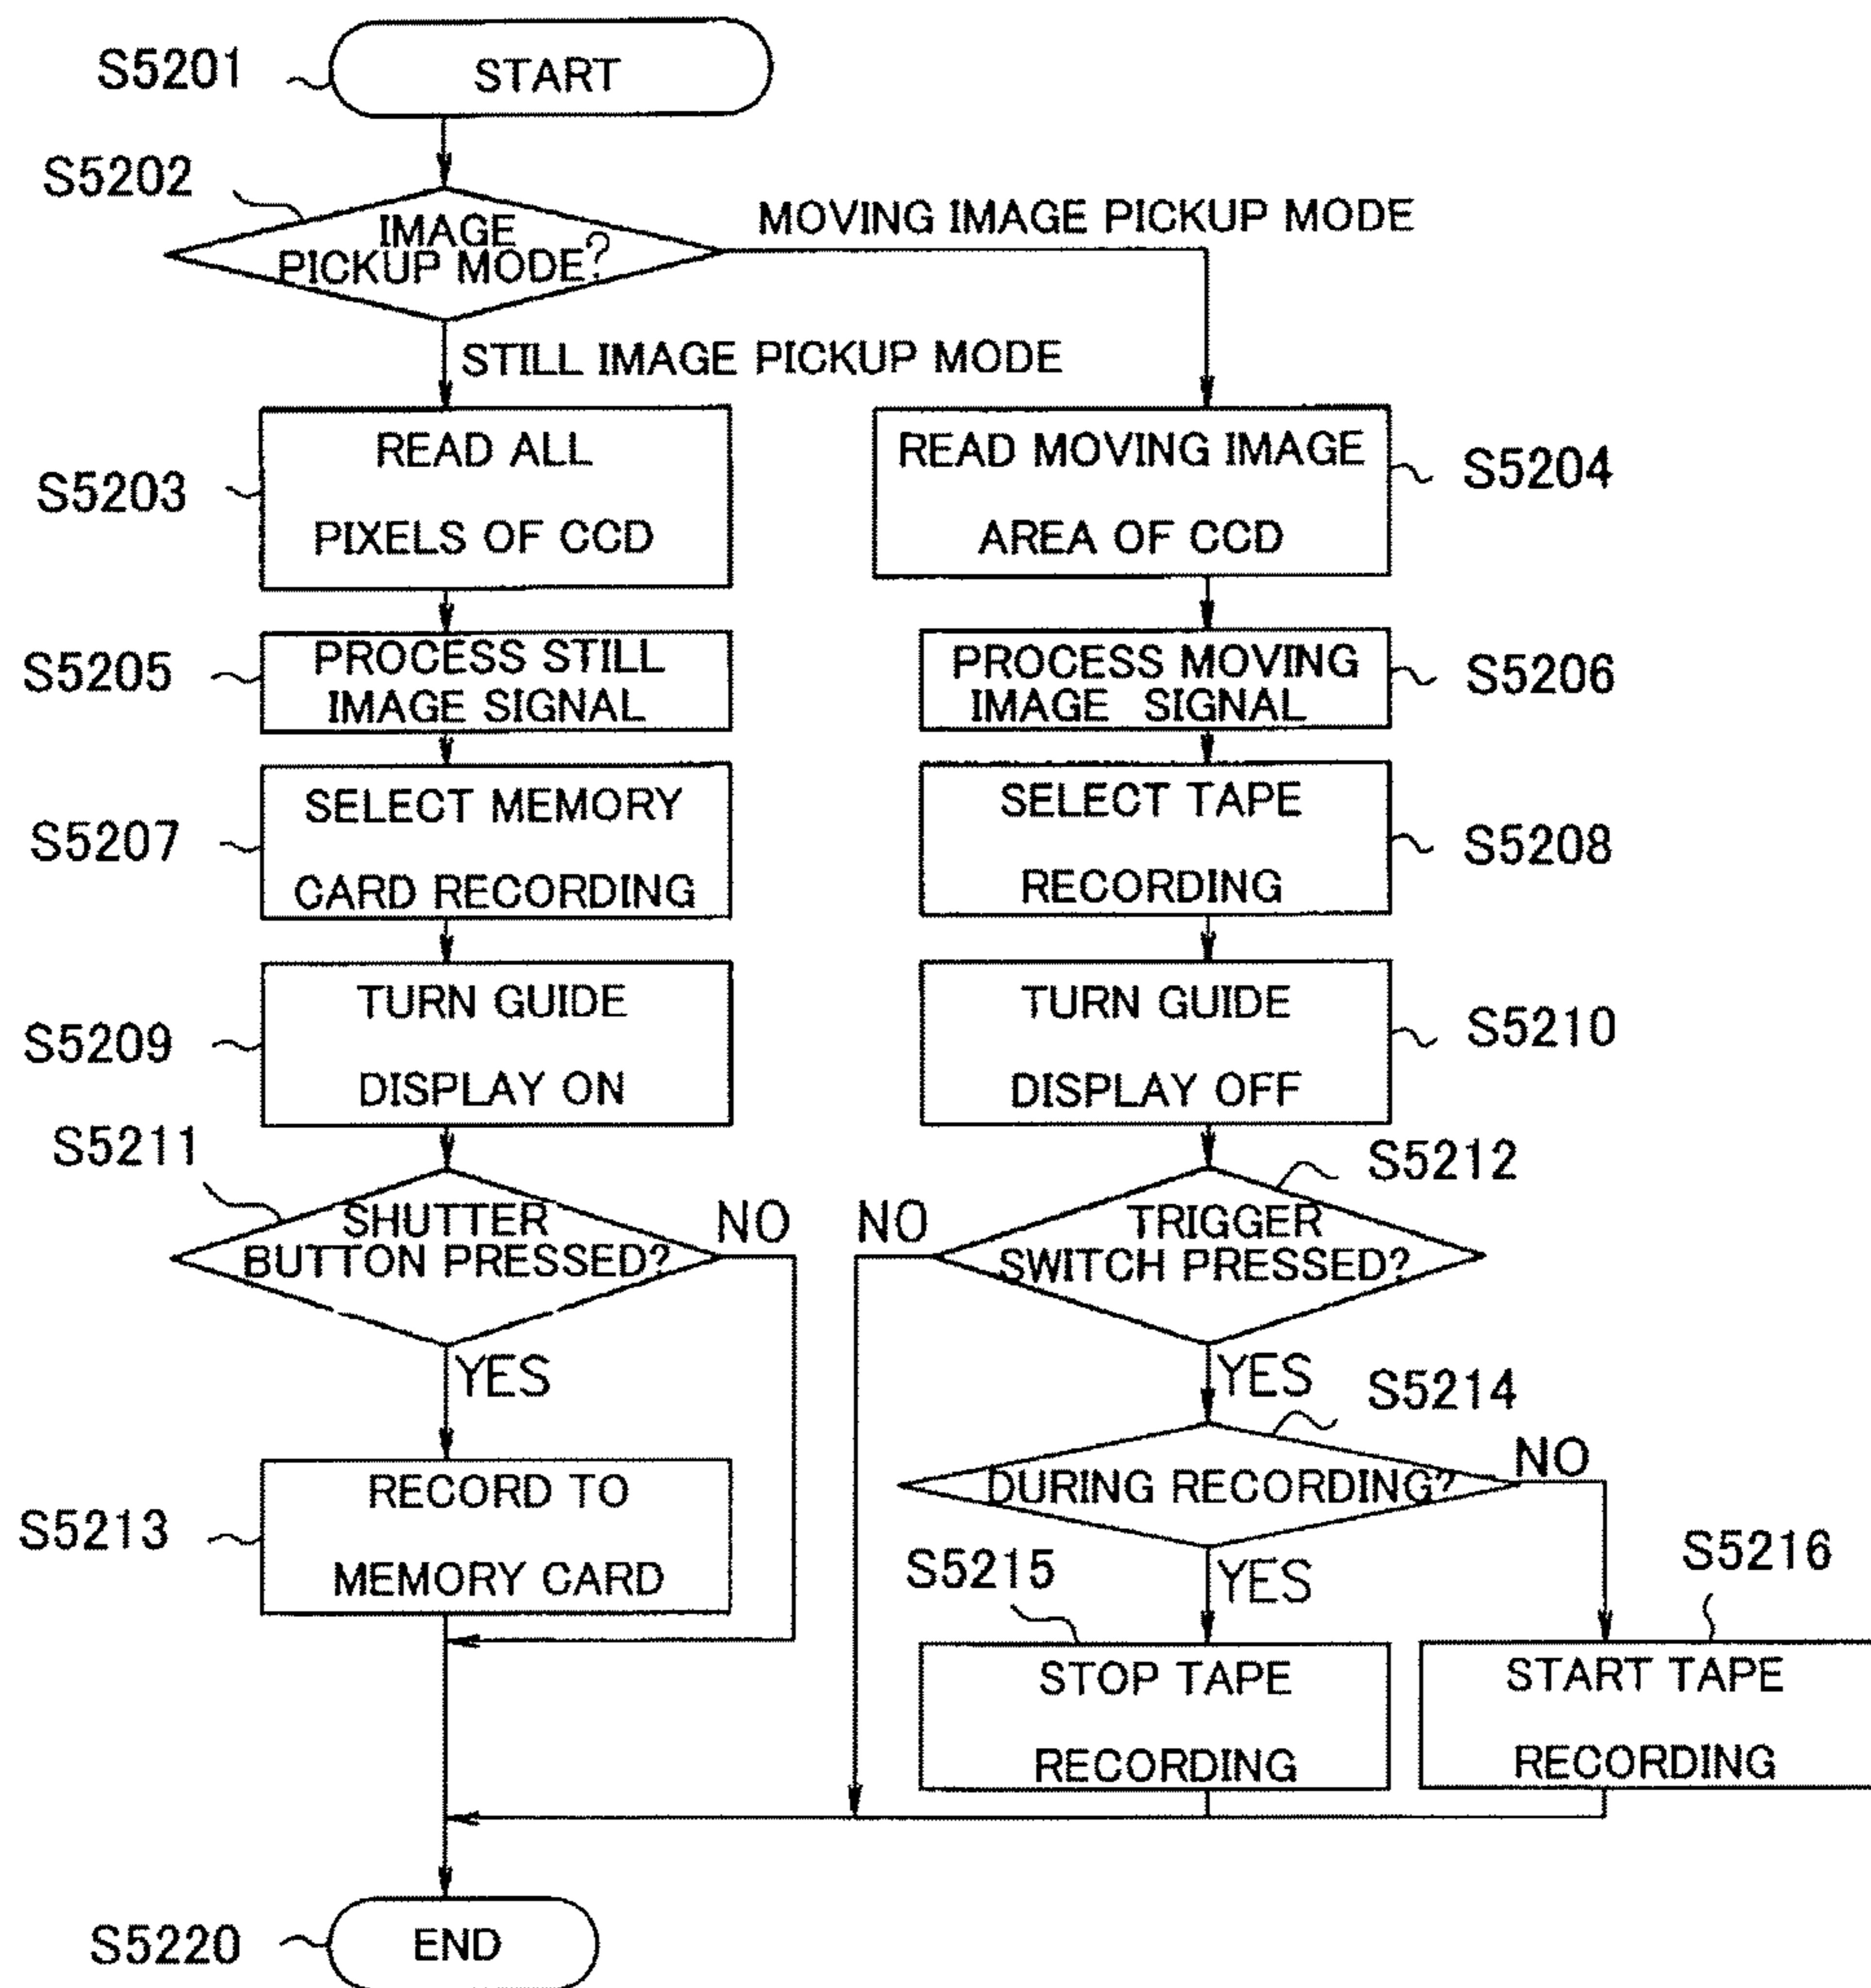 S5201
START
S5202
IMAGE
PICKUP MODE?
MOVING IMAGE PICKUP MODE
STILL IMAGE PICKUP MODE
S5203
READ ALL
PIXELS OF CCD
READ MOVING IMAGE
AREA OF CCD
S5204
S5205
PROCESS STILL
IMAGE SIGNAL
PROCESS MOVING
IMAGE SIGNAL
S5206
S5207
SELECT MEMORY
CARD RECORDING
SELECT TAPE
RECORDING
S5208
S5209
TURN GUIDE
DISPLAY ON
TURN GUIDE
DISPLAY OFF
S5210
S5211
SHUTTER
BUTTON PRESSED?
NO
YES
S5212
TRIGGER
SWITCH PRESSED?
NO
YES
S5213
RECORD TO
MEMORY CARD
S5214
DURING RECORDING?
NO
YES
S5215
STOP TAPE
RECORDING
S5216
START TAPE
RECORDING
S5220
END